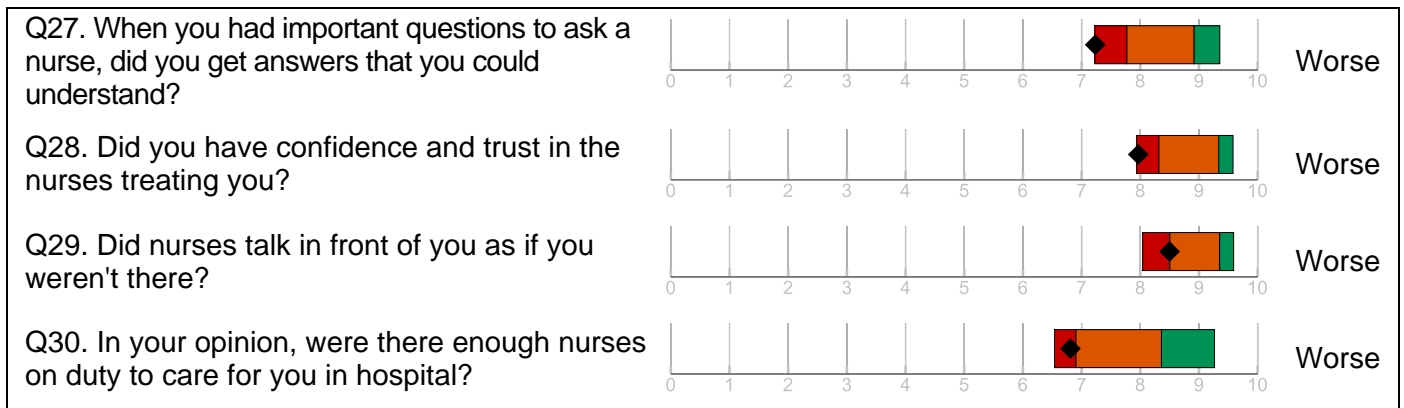 Q27. When you had important questions to ask a
nurse, did you get answers that you could
understand?
0 1 2 3 4 5 6 7 8 9 10
Worse
Q28. Did you have confidence and trust in the
nurses treating you?
0 1 2 3 4 5 6 7 8 9 10
Worse
Q29. Did nurses talk in front of you as if you
weren't there?
0 1 2 3 4 5 6 7 8 9 10
Worse
Q30. In your opinion, were there enough nurses
on duty to care for you in hospital?
0 1 2 3 4 5 6 7 8 9 10
Worse